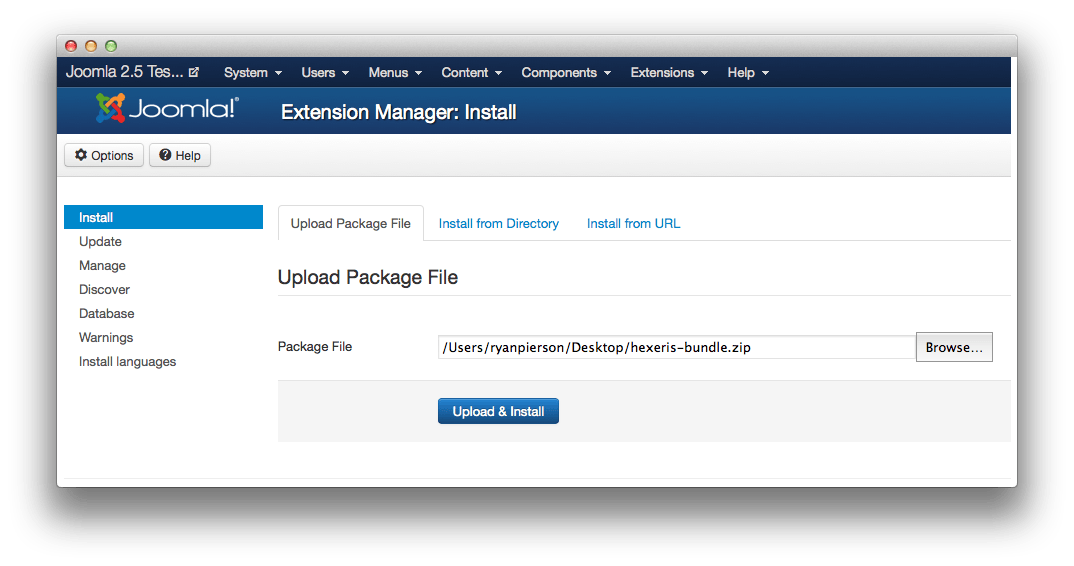 Joomla 2.5 Tes... System Users Menus Content Components Extensions Help
Joomla!® Extension Manager: Install
Options Help
Install
Update
Manage
Discover
Database
Warnings
Install languages
Upload Package File Install from Directory Install from URL
Upload Package File
Package File /Users/ryanpierson/Desktop/hexeris-bundle.zip Browse...
Upload & Install